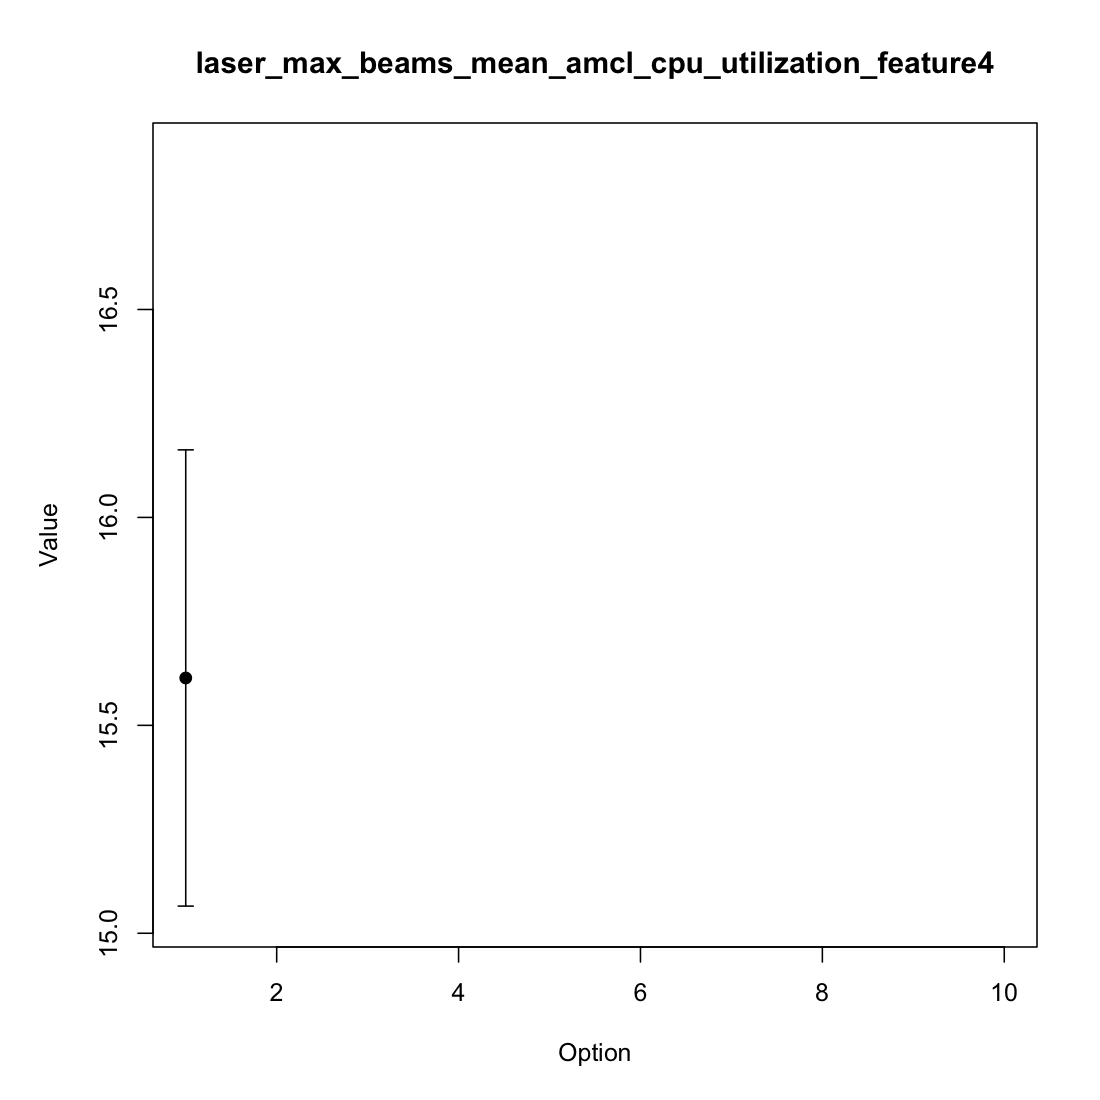 laser_max_beams_mean_amcl_cpu_utilization_feature4
16.5
16.0
15.5
15.0
Value
2 4 6 8 10
Option